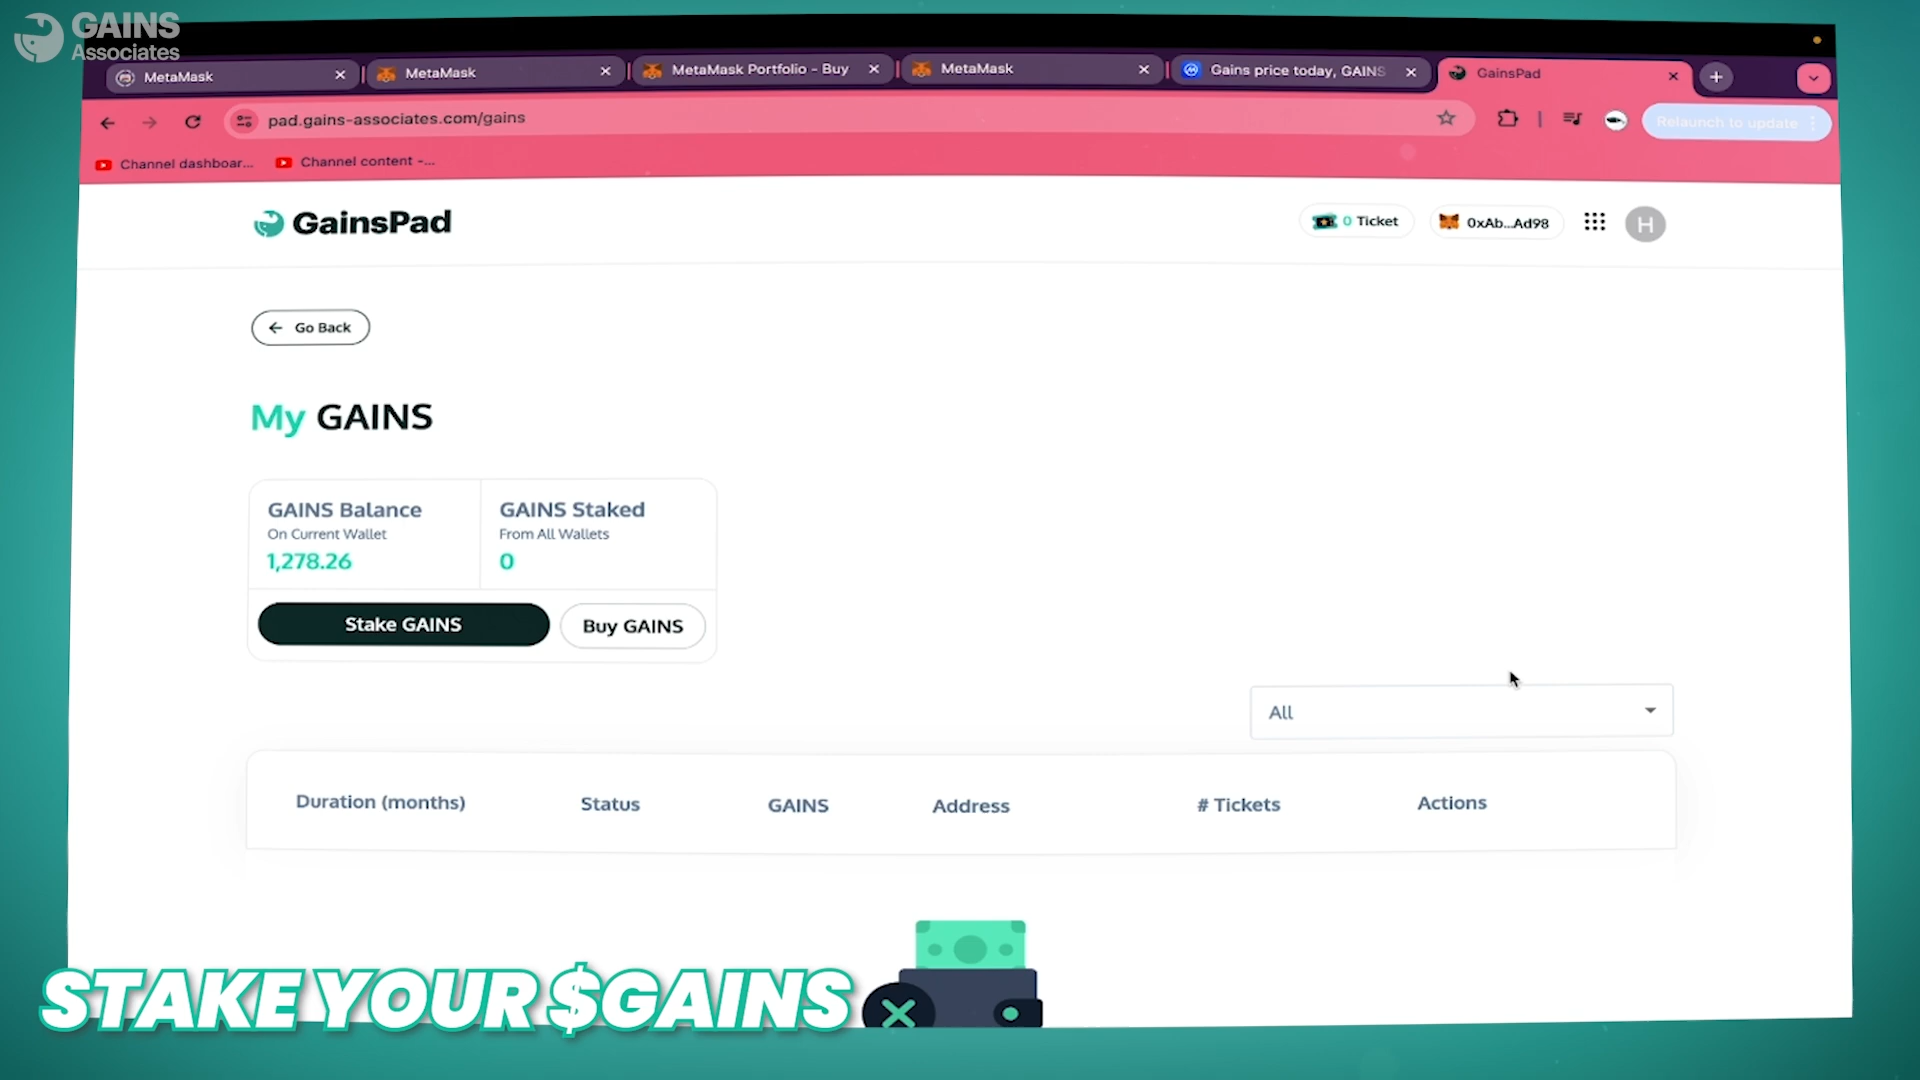 GAINS
Associates
MetaMask
MetaMask
MetaMask Portfolio - Buy
MetaMask
Gains price today, GAINS
GainsPad
pad.gains-associates.com/gains
Relaunch to update
Channel dashboar...
Channel content -...
GainsPad
0 Ticket
0xAb...Ad98
H
Go Back
My GAINS
GAINS Balance
On Current Wallet
1,278.26
GAINS Staked
From All Wallets
0
Stake GAINS
Buy GAINS
All
Duration (months)
Status
GAINS
Address
# Tickets
Actions
STAKE YOUR $GAINS